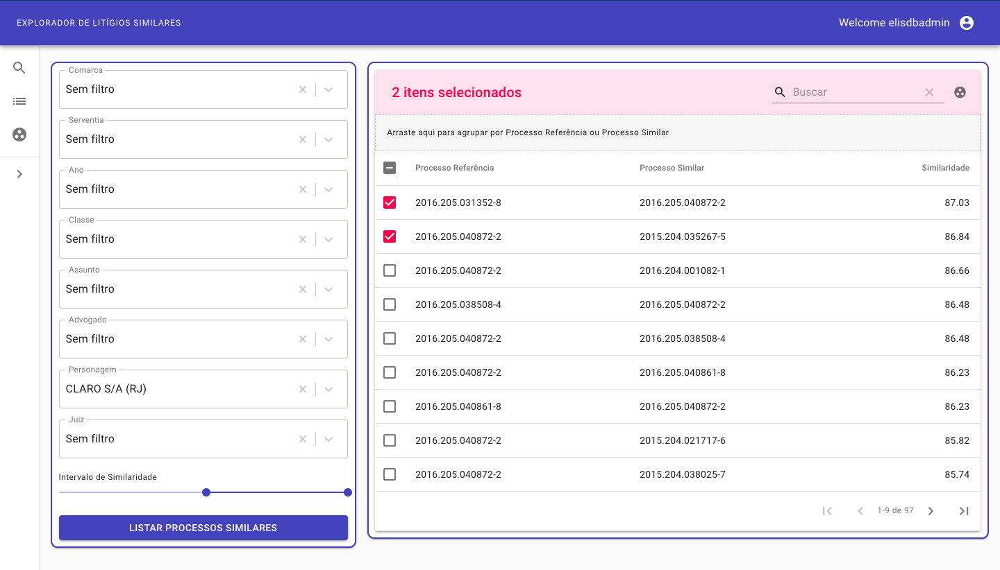 EXPLORADOR DE LITÍGIOS SIMILARES
Welcome elisdbadmin
Comarca
Sem filtro
Serventia
Sem filtro
Ano
Sem filtro
Classe
Sem filtro
Assunto
Sem filtro
Advogado
Sem filtro
Personagem
CLARO S/A (RJ)
Juiz
Sem filtro
Intervalo de Similaridade
LISTAR PROCESSOS SIMILARES
2 itens selecionados
Buscar
Arraste aqui para agrupar por Processo Referência ou Processo Similar
Processo Referência Processo Similar Similaridade
2016.205.031352-8 2016.205.040872-2 87.03
2016.205.040872-2 2015.204.035267-5 86.84
2016.205.040872-2 2016.204.001082-1 86.66
2016.205.038508-4 2016.205.040872-2 86.48
2016.205.040872-2 2016.205.038508-4 86.48
2016.205.040872-2 2016.205.040861-8 86.23
2016.205.040861-8 2016.205.040872-2 86.23
2016.205.040872-2 2015.204.021717-6 85.82
2016.205.040872-2 2015.204.038025-7 85.74
1-9 de 97